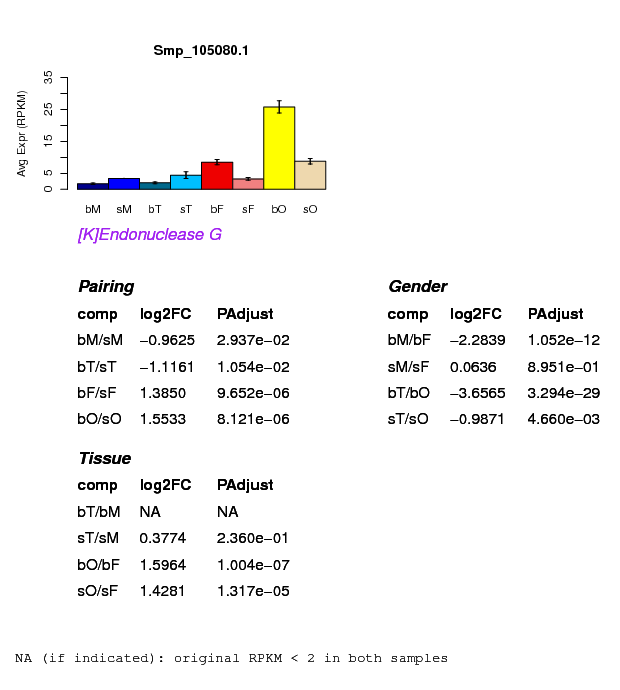 Smp_105080.1
Avg Expr (RPKM)
35
25
15
5
0
bM sM bT sT bF sF bO sO
[K]Endonuclease G
Pairing
comp log2FC PAdjust
bM/sM −0.9625 2.937e−02
bT/sT −1.1161 1.054e−02
bF/sF 1.3850 9.652e−06
bO/sO 1.5533 8.121e−06
Gender
comp log2FC PAdjust
bM/bF −2.2839 1.052e−12
sM/sF 0.0636 8.951e−01
bT/bO −3.6565 3.294e−29
sT/sO −0.9871 4.660e−03
Tissue
comp log2FC PAdjust
bT/bM NA NA
sT/sM 0.3774 2.360e−01
bO/bF 1.5964 1.004e−07
sO/sF 1.4281 1.317e−05
NA (if indicated): original RPKM < 2 in both samples